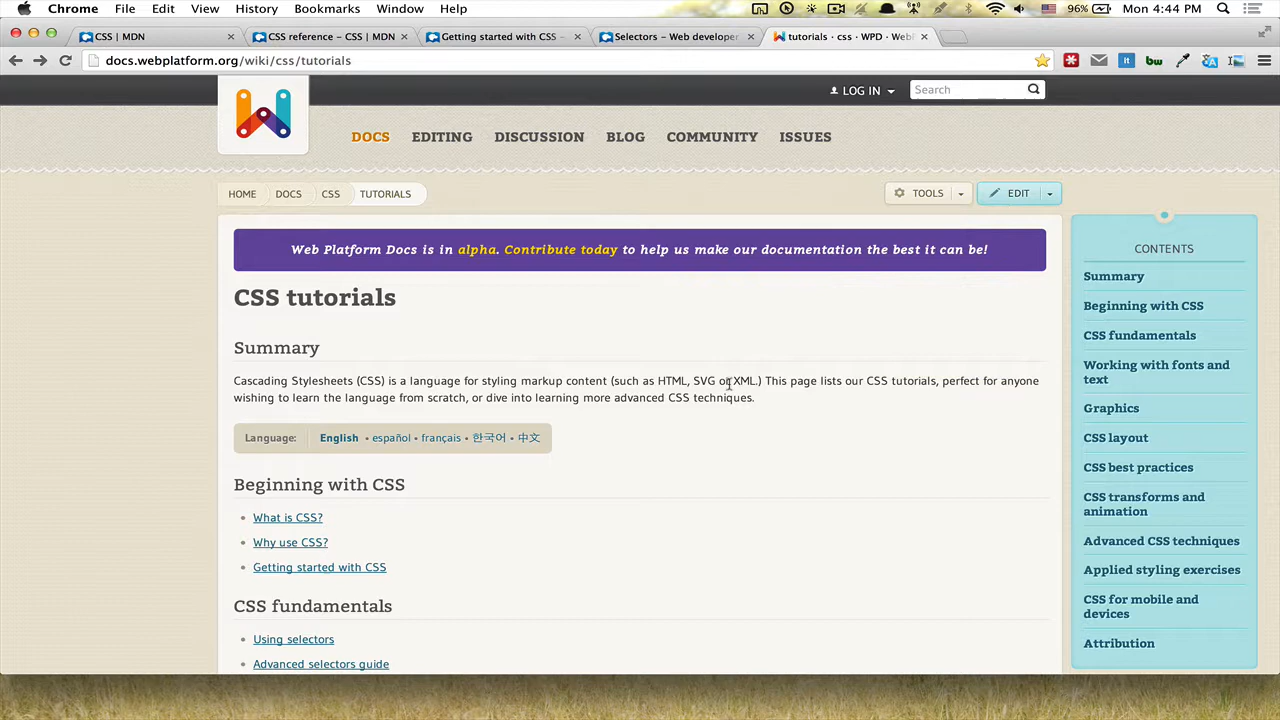 Chrome File Edit View History Bookmarks Window Help 96% Mon 4:44 PM
CSS | MDN × CSS reference - CSS | MDN × Getting started with CSS - × Selectors - Web developer × tutorials · css · WPD · WebP ×
docs.webplatform.org/wiki/css/tutorials It bw
LOG IN Search
DOCS EDITING DISCUSSION BLOG COMMUNITY ISSUES
HOME DOCS CSS TUTORIALS TOOLS EDIT
Web Platform Docs is in alpha. Contribute today to help us make our documentation the best it can be!
CSS tutorials
Summary
Cascading Stylesheets (CSS) is a language for styling markup content (such as HTML, SVG or XML.) This page lists our CSS tutorials, perfect for anyone
wishing to learn the language from scratch, or dive into learning more advanced CSS techniques.
Language: English • español • français • 한국어 • 中文
Beginning with CSS
• What is CSS?
• Why use CSS?
• Getting started with CSS
CSS fundamentals
• Using selectors
• Advanced selectors guide
CONTENTS
Summary
Beginning with CSS
CSS fundamentals
Working with fonts and
text
Graphics
CSS layout
CSS best practices
CSS transforms and
animation
Advanced CSS techniques
Applied styling exercises
CSS for mobile and
devices
Attribution